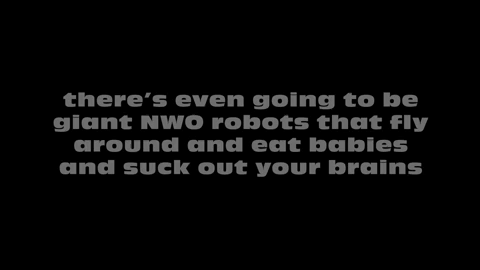 there's even going to be
giant NWO robots that fly
around and eat babies
and suck out your brains